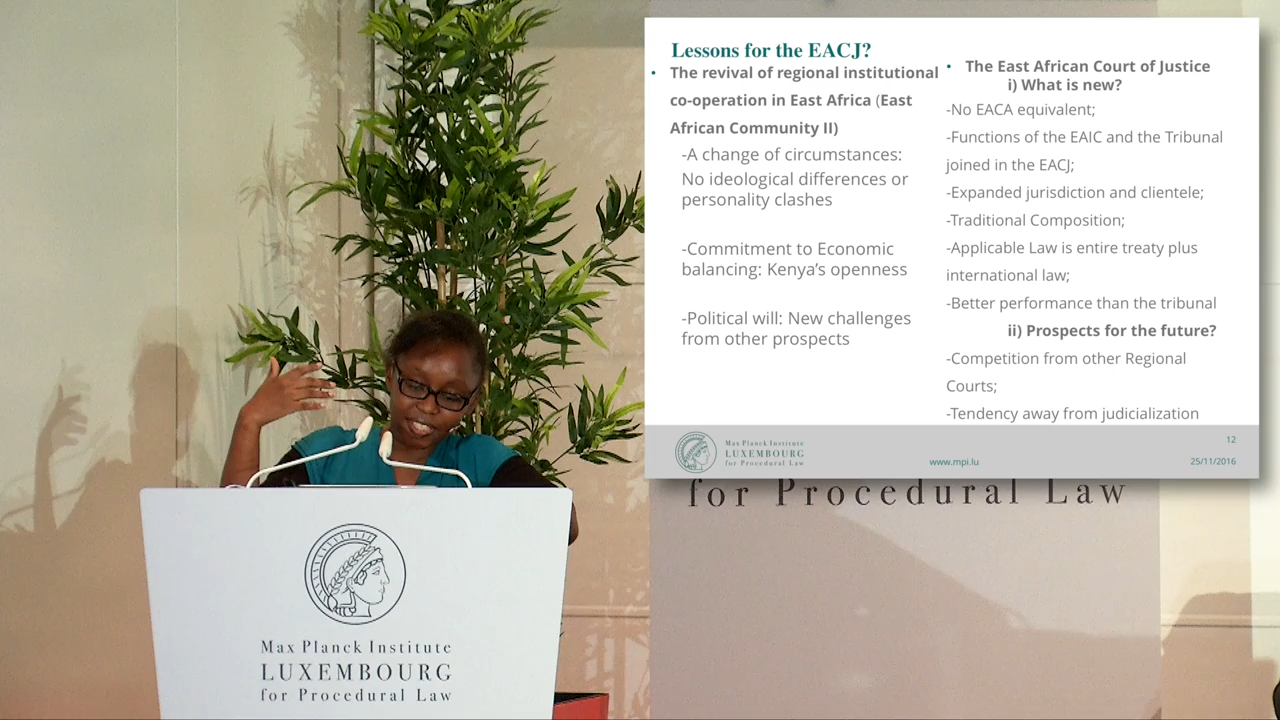 Lessons for the EACJ?
• The revival of regional institutional
co-operation in East Africa (East
African Community II)
-A change of circumstances:
No ideological differences or
personality clashes
-Commitment to Economic
balancing: Kenya's openness
-Political will: New challenges
from other prospects
• The East African Court of Justice
i) What is new?
-No EACA equivalent;
-Functions of the EAIC and the Tribunal
joined in the EACJ;
-Expanded jurisdiction and clientele;
-Traditional Composition;
-Applicable Law is entire treaty plus
international law;
-Better performance than the tribunal
ii) Prospects for the future?
-Competition from other Regional
Courts;
-Tendency away from judicialization
Max Planck Institute
LUXEMBOURG
for Procedural Law
www.mpi.lu
12
25/11/2016
for Procedural Law
Max Planck Institute
LUXEMBOURG
for Procedural Law